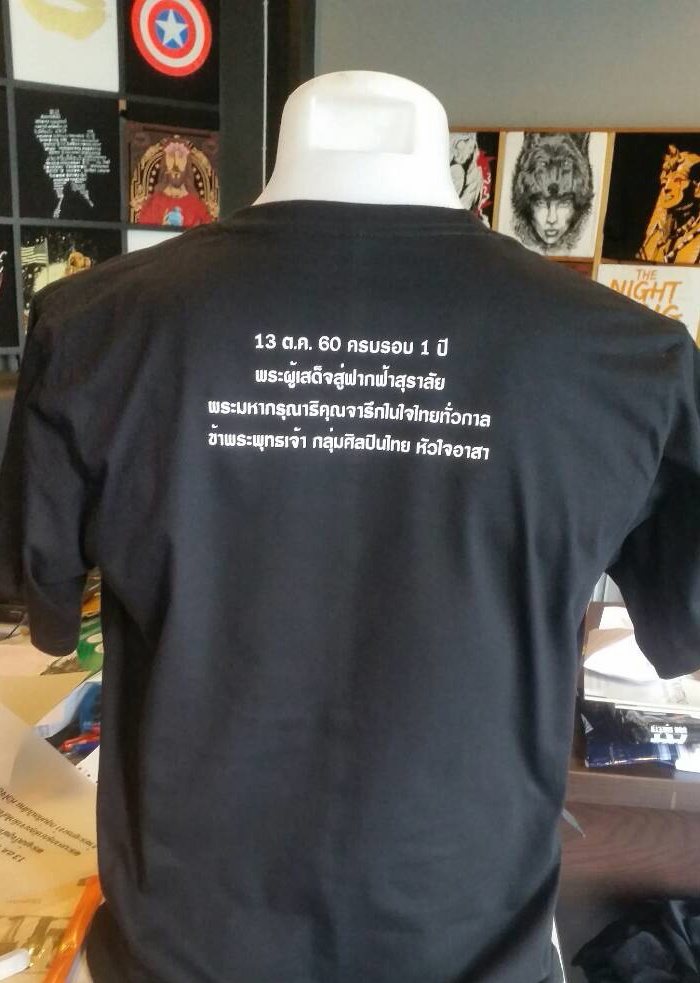 13 ต.ค. 60 ครบรอบ 1 ปี
พระผู้เสด็จสู่ฟากฟ้าสุราลัย
พระมหากรุณาธิคุณจารึกในใจไทยทั่วกาล
ข้าพระพุทธเจ้า กลุ่มศิลปินไทย หัวใจอาสา
THE
NIGHT